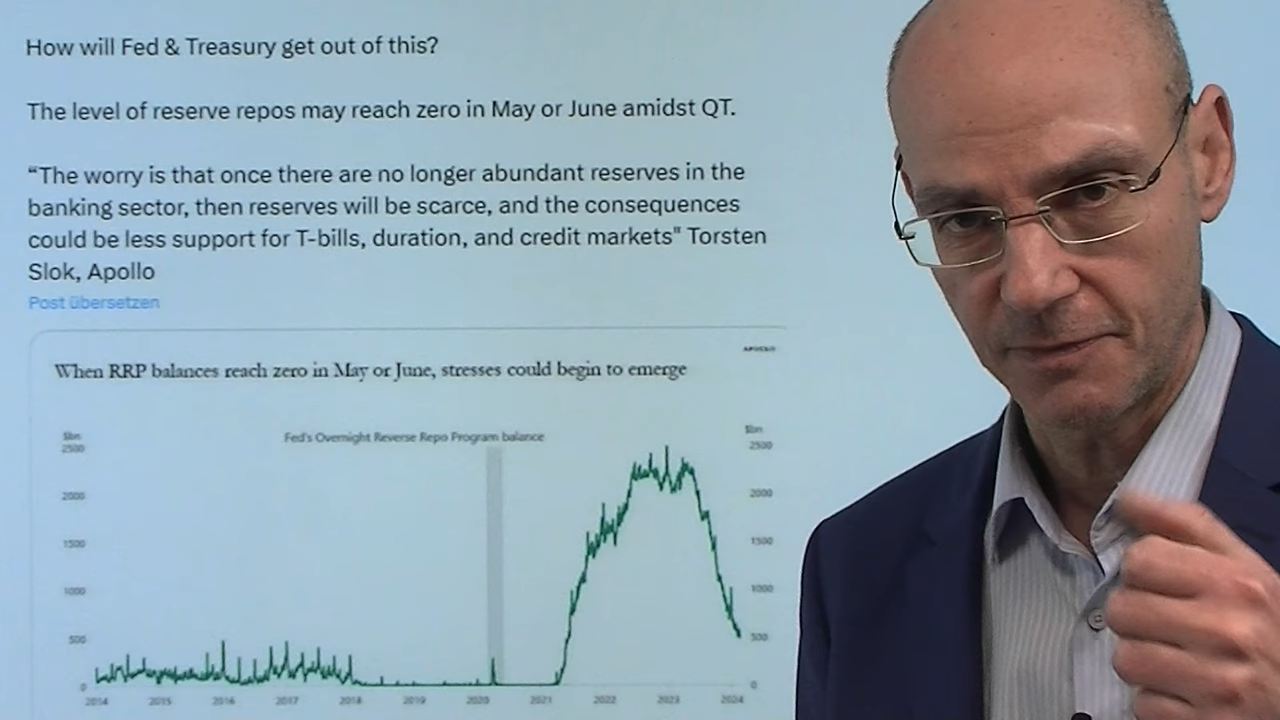 How will Fed & Treasury get out of this?
The level of reserve repos may reach zero in May or June amidst QT.
“The worry is that once there are no longer abundant reserves in the
banking sector, then reserves will be scarce, and the consequences
could be less support for T-bills, duration, and credit markets" Torsten
Slok, Apollo
Post übersetzen
APOLLO
When RRP balances reach zero in May or June, stresses could begin to emerge
$bn
Fed's Overnight Reverse Repo Program balance
$bn
2500
2500
2000
2000
1500
1500
1000
1000
500
500
0
0
2014 2015 2016 2017 2018 2019 2020 2021 2022 2023 2024